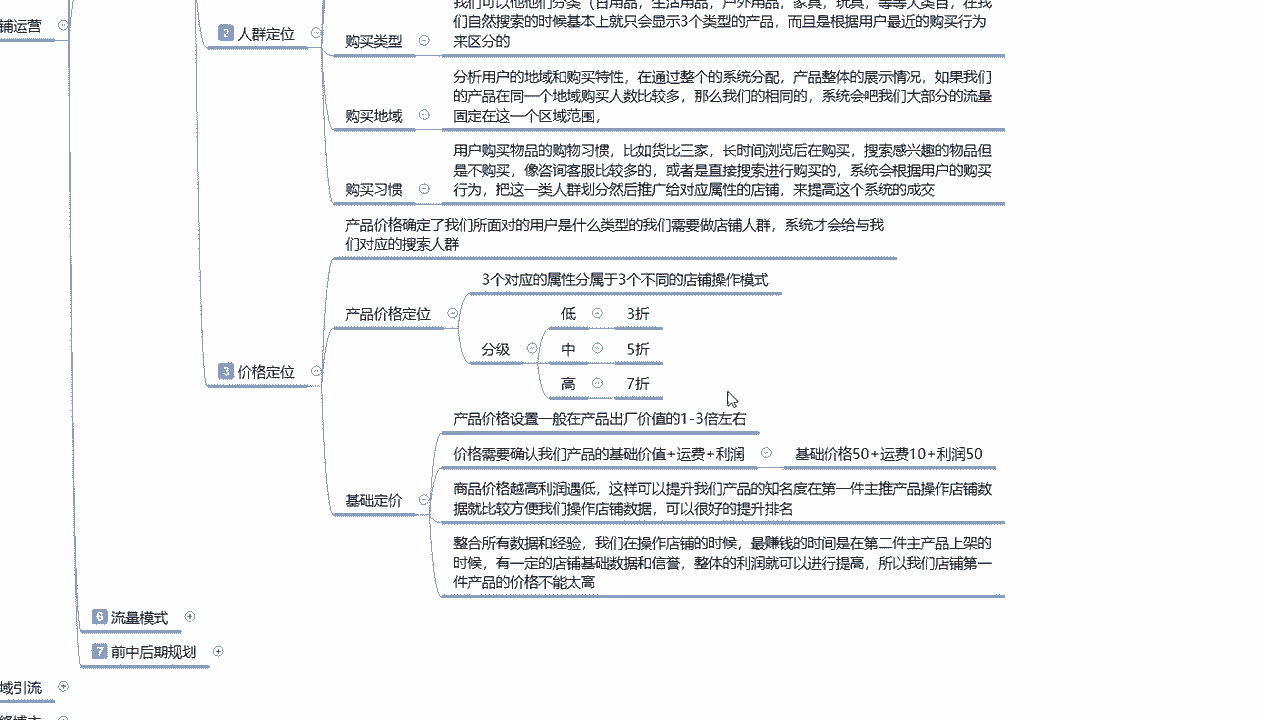 们可以他他们分类（日用品，生活用品，户外用品，家具，玩具，等等大类目，在我
们自然搜索的时候基本上就只会显示3个类型的产品，而且是根据用户最近的购买行为
来区分的
铺运营
2 人群定位
购买类型
分析用户的地域和购买特性，在通过整个的系统分配，产品整体的展示情况，如果我们
的产品在同一个地域购买人数比较多，那么我们的相同的，系统会吧我们大部分的流量
固定在这一个区域范围，
购买地域
用户购买物品的购物习惯，比如货比三家，长时间浏览后在购买，搜索感兴趣的物品但
是不购买，像咨询客服比较多的，或者是直接搜索进行购买的，系统会根据用户的购买
行为，把这一类人群划分然后推广给对应属性的店铺，来提高这个系统的成交
购买习惯
产品价格确定了我们所面对的用户是什么类型的我们需要做店铺人群，系统才会给与我
们对应的搜索人群
3个对应的属性分属于3个不同的店铺操作模式
产品价格定位
低 3折
分级 中 5折
高 7折
3 价格定位
产品价格设置一般在产品出厂价值的1-3倍左右
价格需要确认我们产品的基础价值+运费+利润 基础价格50+运费10+利润50
商品价格越高利润遇低，这样可以提升我们产品的知名度在第一件主推产品操作店铺数
据就比较方便我们操作店铺数据，可以很好的提升排名
基础定价
整合所有数据和经验，我们在操作店铺的时候，最赚钱的时间是在第二件主产品上架的
时候，有一定的店铺基础数据和信誉，整体的利润就可以进行提高，所以我们店铺第一
件产品的价格不能太高
6 流量模式
7 前中后期规划
域引流